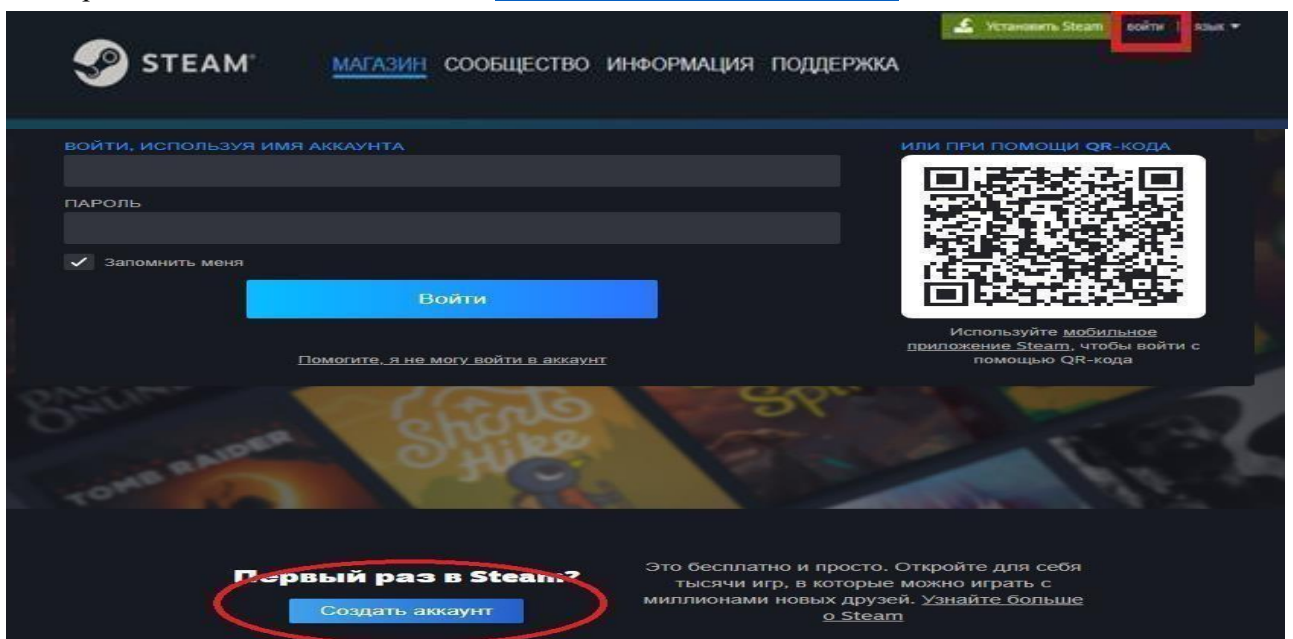 Установить Steam | войти | язык
STEAM®
МАГАЗИН СООБЩЕСТВО ИНФОРМАЦИЯ ПОДДЕРЖКА
ВОЙТИ, ИСПОЛЬЗУЯ ИМЯ АККАУНТА
ПАРОЛЬ
Запомнить меня
Войти
Помогите, я не могу войти в аккаунт
ИЛИ ПРИ ПОМОЩИ QR-КОДА
Используйте мобильное
приложение Steam, чтобы войти с
помощью QR-кода
ONLINE
TOMB RAIDER
Short
Hike
Первый раз в Steam?
Создать аккаунт
Это бесплатно и просто. Откройте для себя
тысячи игр, в которые можно играть с
миллионами новых друзей. Узнайте больше
о Steam